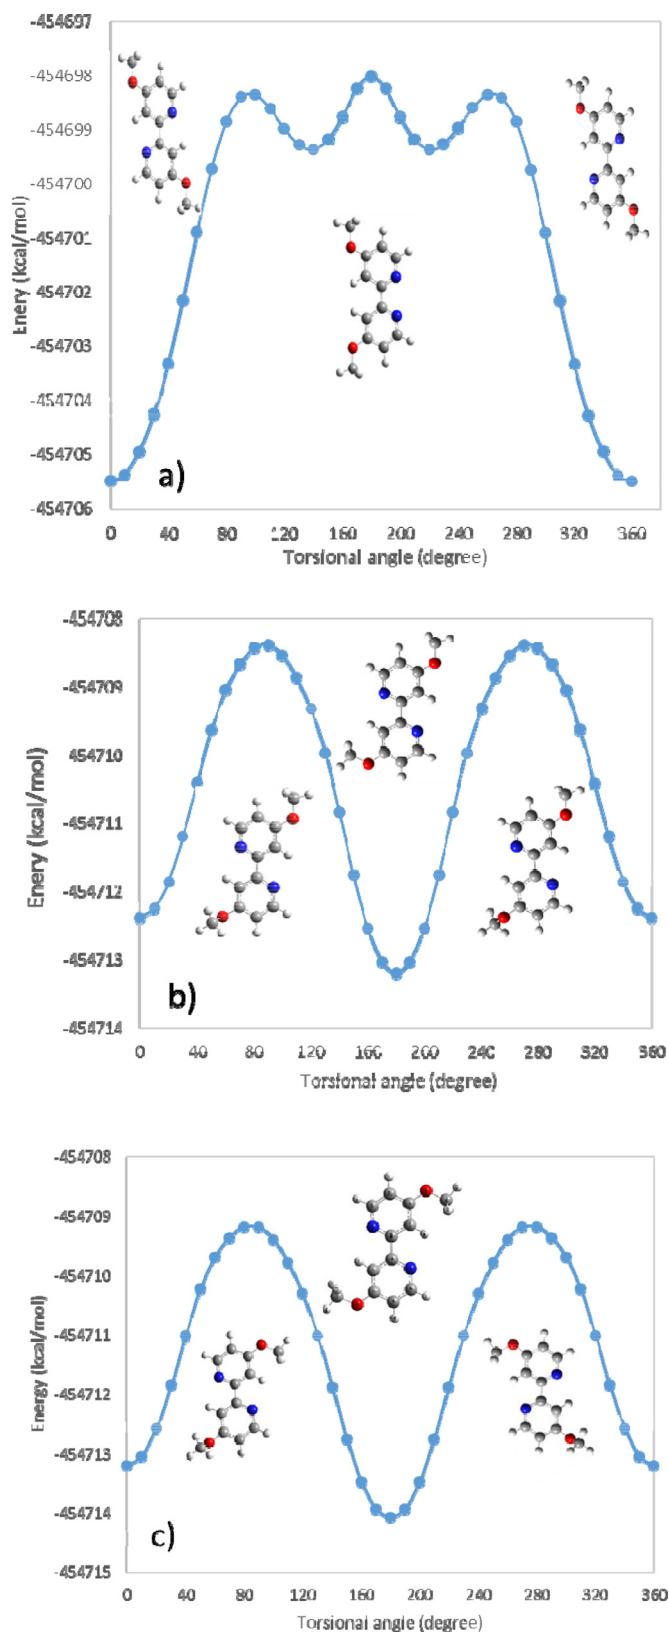 -454697
-454698
-454699
-454700
-454701
-454702
-454703
-454704
-454705
-454706
Enery (kcal/mol)
a)
0 40 80 120 160 200 240 280 320 360
Torsional angle (degree)
-454708
-454709
-454710
-454711
-454712
-454713
-454714
Enery (kcal/mol)
b)
0 40 80 120 160 200 240 280 320 360
Torsional angle (degree)
-454708
-454709
-454710
-454711
-454712
-454713
-454714
-454715
Energy (kcal/mol)
c)
0 40 80 120 160 200 240 280 320 360
Torsional angle (degree)